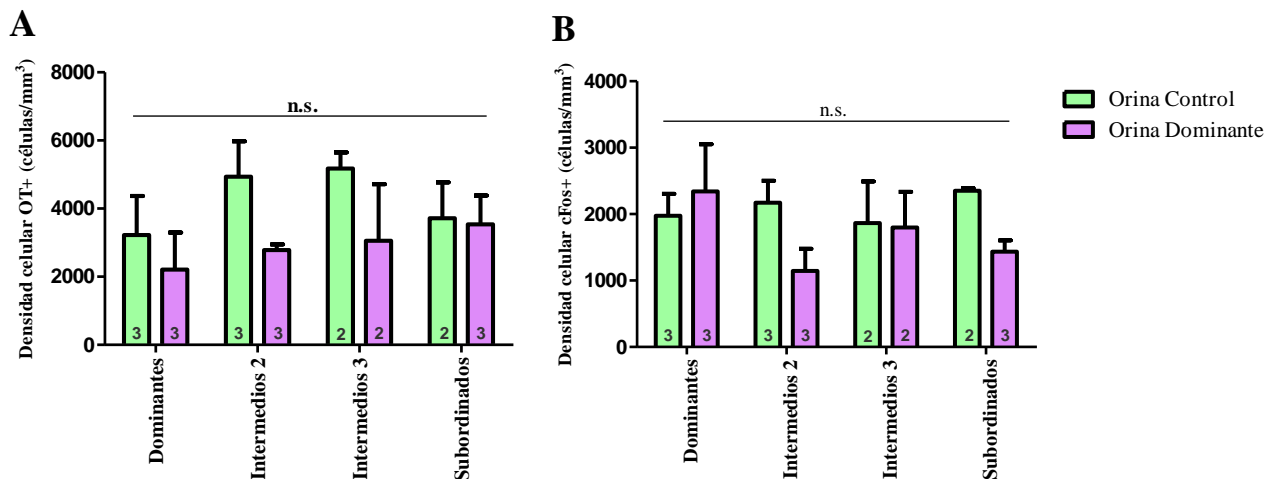 A
Densidad celular OT+ (células/mm³)
8000
6000
4000
2000
0
n.s.
3 3 3 3 2 2 2 3
Dominantes
Intermedios 2
Intermedios 3
Subordinados
B
Densidad celular cFos+ (células/mm³)
4000
3000
2000
1000
0
n.s.
3 3 3 3 2 2 2 3
Dominantes
Intermedios 2
Intermedios 3
Subordinados
Orina Control
Orina Dominante